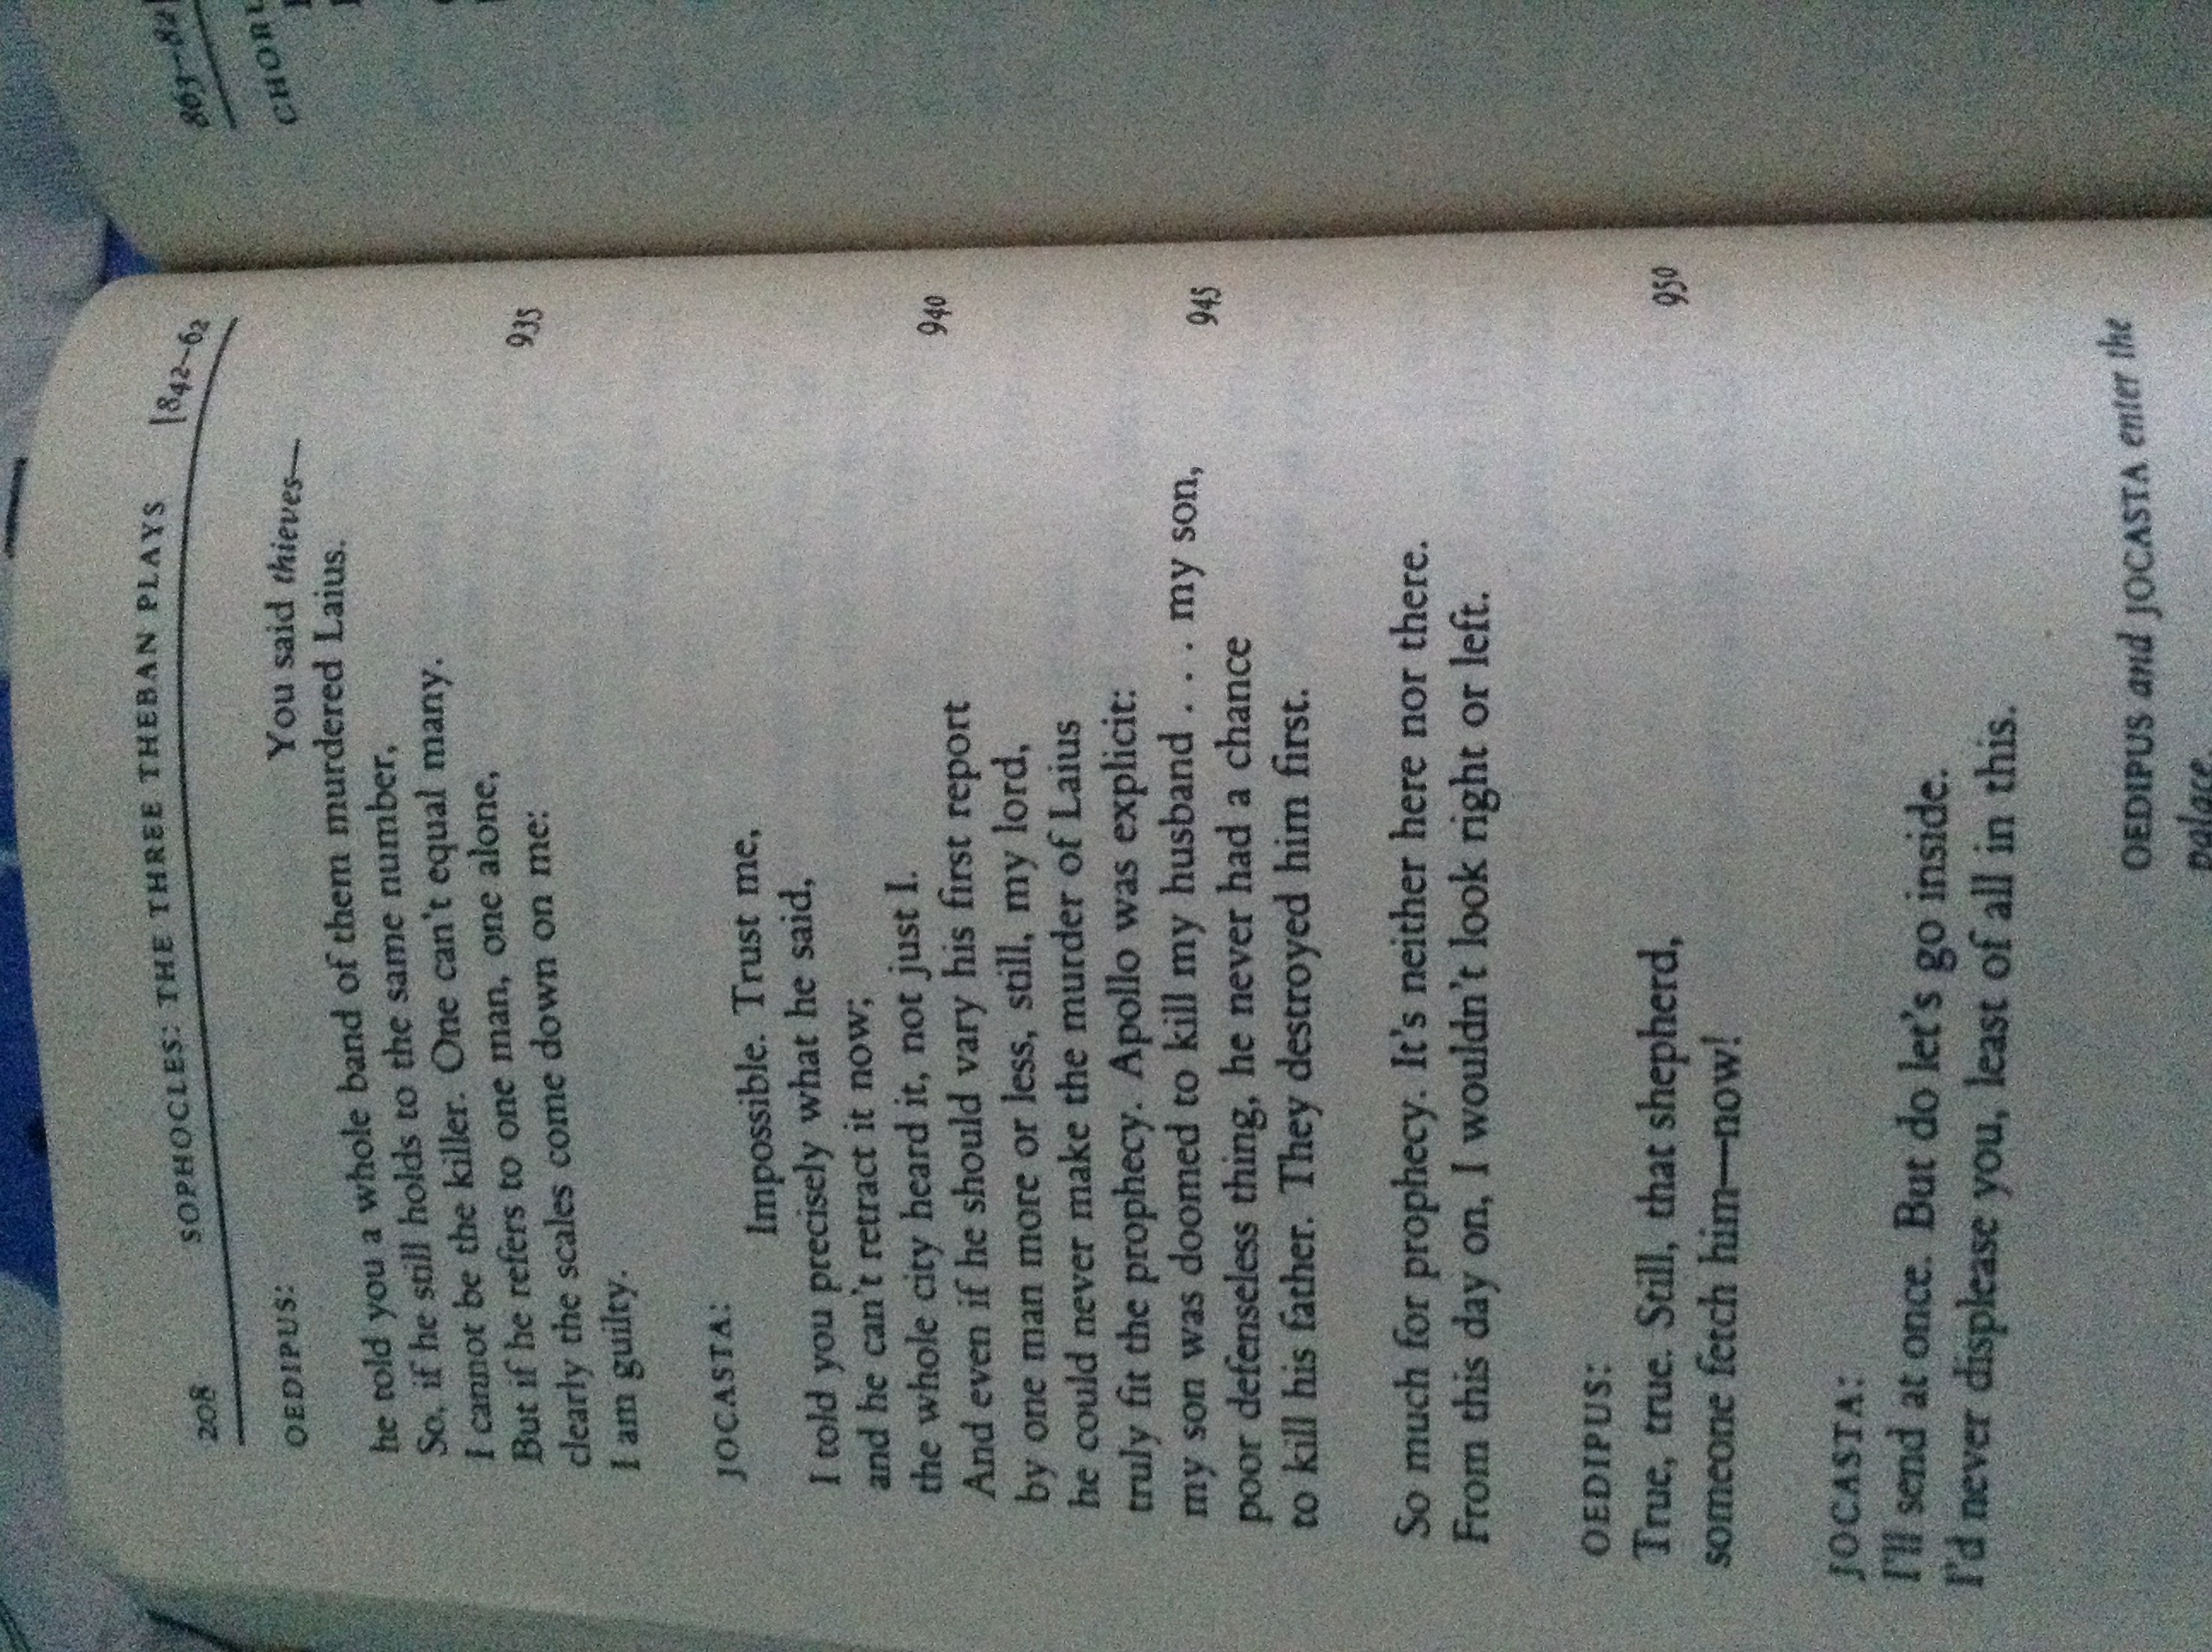 208 SOPHOCLES: THE THREE THEBAN PLAYS |842–62
OEDIPUS:
You said thieves—
he told you a whole band of them murdered Laius.
So, if he still holds to the same number,
I cannot be the killer. One can't equal many.
But if he refers to one man, one alone, 935
clearly the scales come down on me:
I am guilty.
JOCASTA:
Impossible. Trust me,
I told you precisely what he said,
and he can't retract it now;
the whole city heard it, not just I. 940
And even if he should vary his first report
by one man more or less, still, my lord,
he could never make the murder of Laius
truly fit the prophecy. Apollo was explicit:
my son was doomed to kill my husband . . . my son, 945
poor defenseless thing, he never had a chance
to kill his father. They destroyed him first.
So much for prophecy. It's neither here nor there.
From this day on, I wouldn't look right or left.
OEDIPUS:
True, true. Still, that shepherd, 950
someone fetch him—now!
JOCASTA:
I'll send at once. But do let's go inside.
I'd never displease you, least of all in this.
OEDIPUS and JOCASTA enter the
palace.
863–82|